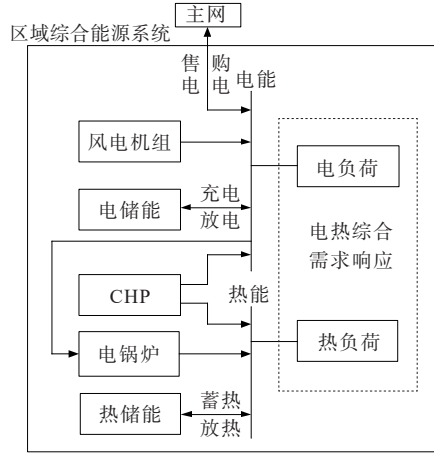 主网
区域综合能源系统
售电
购电
电能
风电机组
电负荷
电储能
充电
放电
电热综合
需求响应
CHP
热能
电锅炉
热负荷
热储能
蓄热
放热